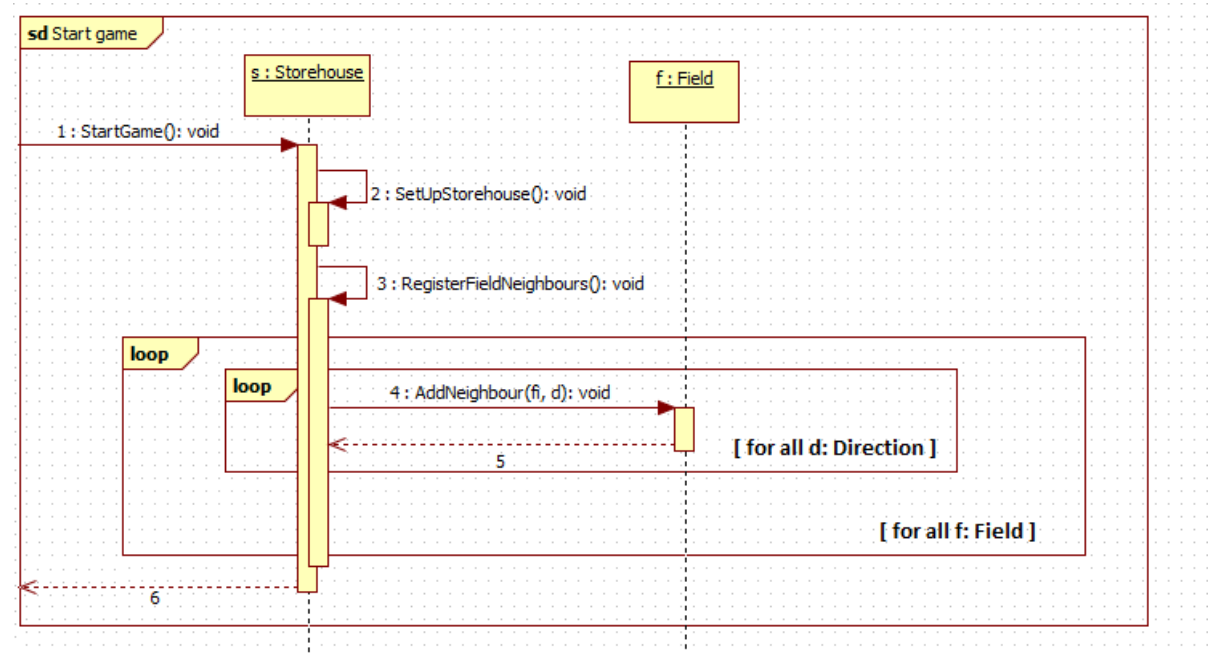 sd Start game
s : Storehouse
f : Field
1 : StartGame(): void
2 : SetUpStorehouse(): void
3 : RegisterFieldNeighbours(): void
loop
loop
4 : AddNeighbour(fi, d): void
[ for all d: Direction ]
5
[ for all f: Field ]
6